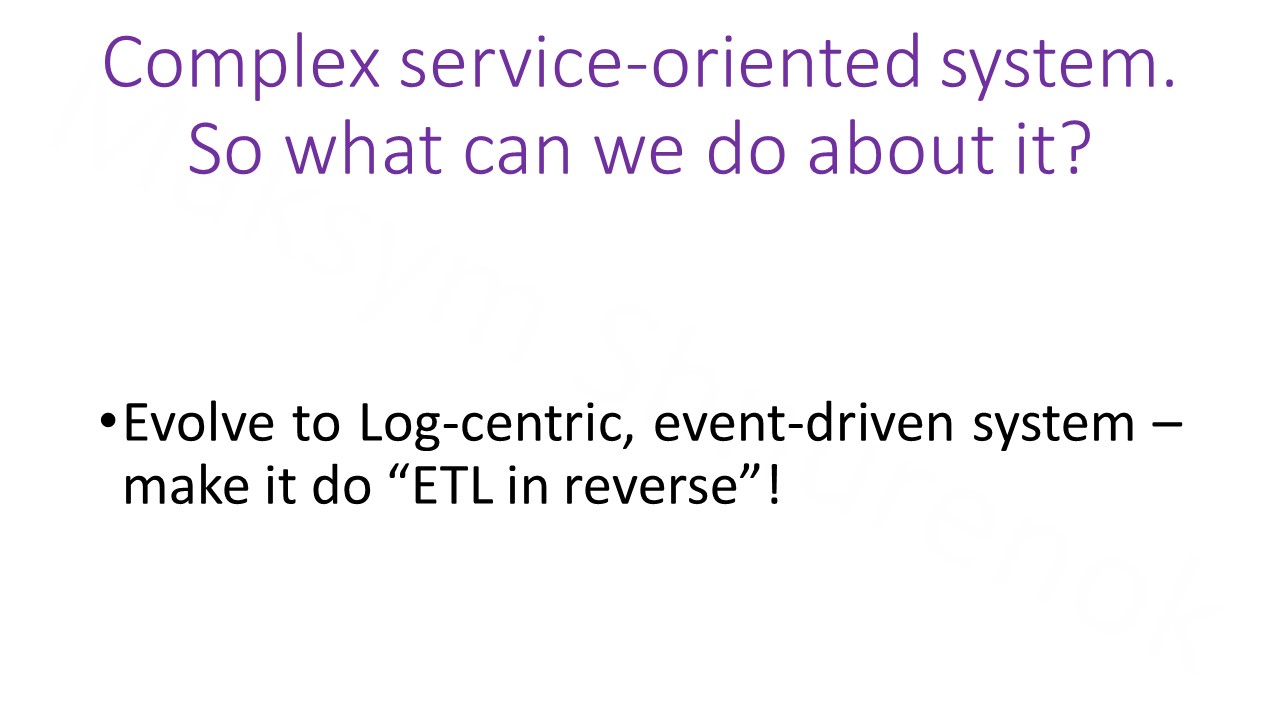 Complex service-oriented system.
So what can we do about it?
•Evolve to Log-centric, event-driven system –
make it do “ETL in reverse”!